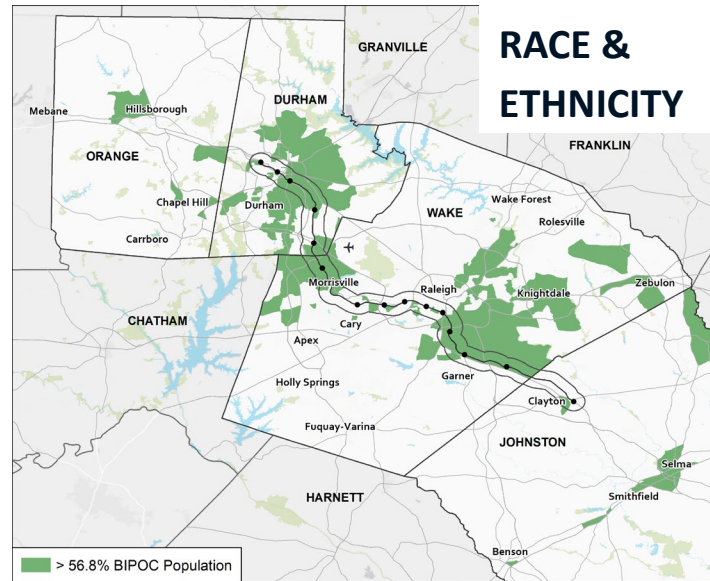 RACE &
ETHNICITY
GRANVILLE
DURHAM
Mebane
Hillsborough
FRANKLIN
ORANGE
Chapel Hill
Durham
WAKE
Wake Forest
Rolesville
Carrboro
Morrisville
Raleigh
Knightdale
Zebulon
CHATHAM
Cary
Apex
Holly Springs
Garner
Clayton
Fuquay-Varina
JOHNSTON
Selma
HARNETT
Smithfield
Benson
> 56.8% BIPOC Population